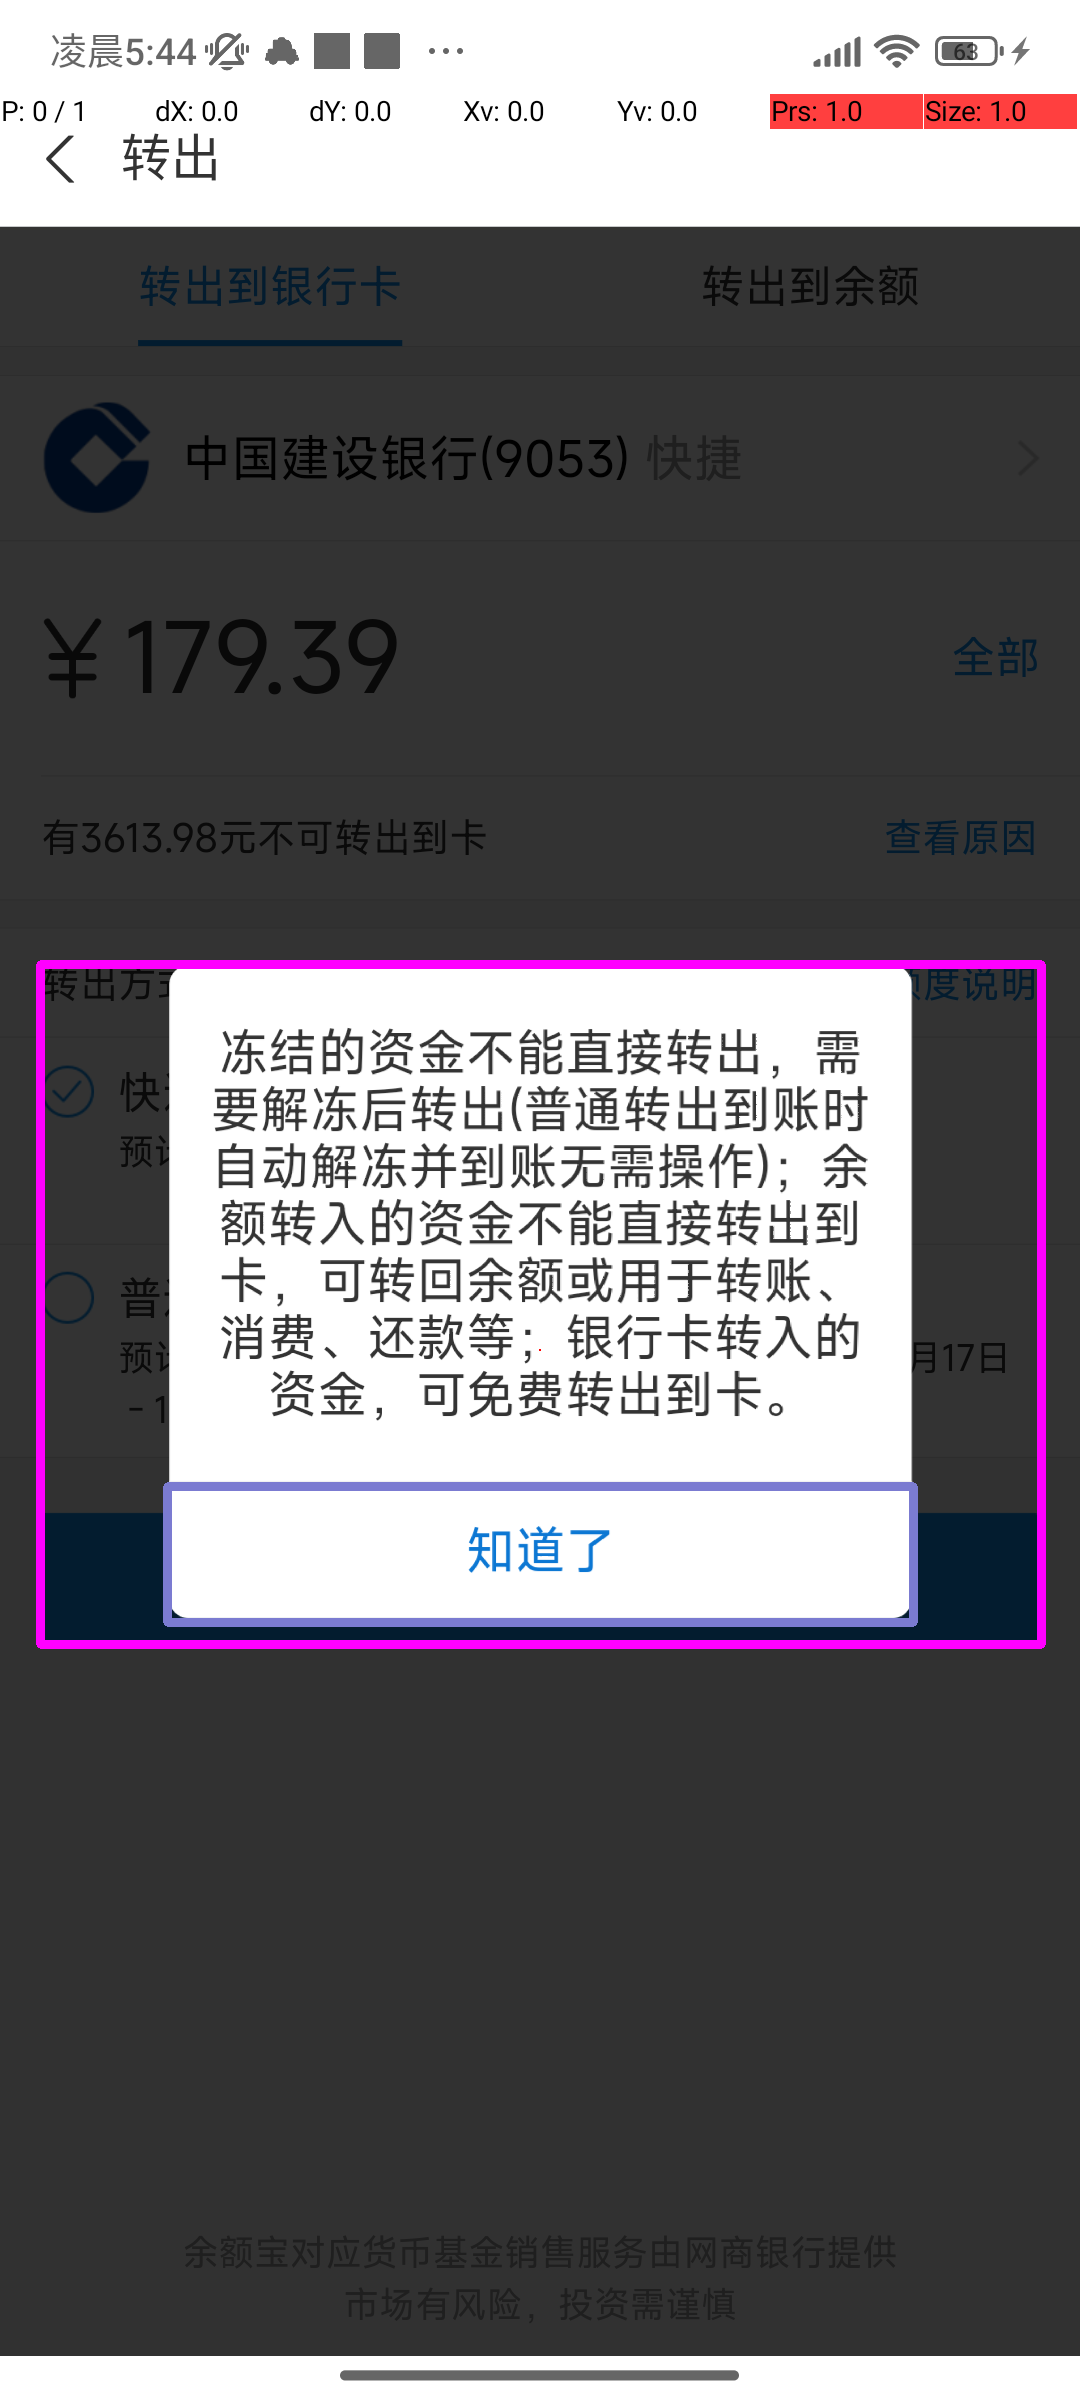 凌晨5:44
63
P: 0 / 1 dX: 0.0 dY: 0.0 Xv: 0.0 Yv: 0.0 Prs: 1.0 Size: 1.0
转出
转出到银行卡 转出到余额
中国建设银行(9053) 快捷
¥179.39 全部
有3613.98元不可转出到卡 查看原因
转出方 度说明
冻结的资金不能直接转出，需
要解冻后转出(普通转出到账时
自动解冻并到账无需操作)；余
额转入的资金不能直接转出到
卡，可转回余额或用于转账、
消费、还款等；银行卡转入的
资金，可免费转出到卡。
快
预
普
预 月17日
- 1
知道了
余额宝对应货币基金销售服务由网商银行提供
市场有风险，投资需谨慎